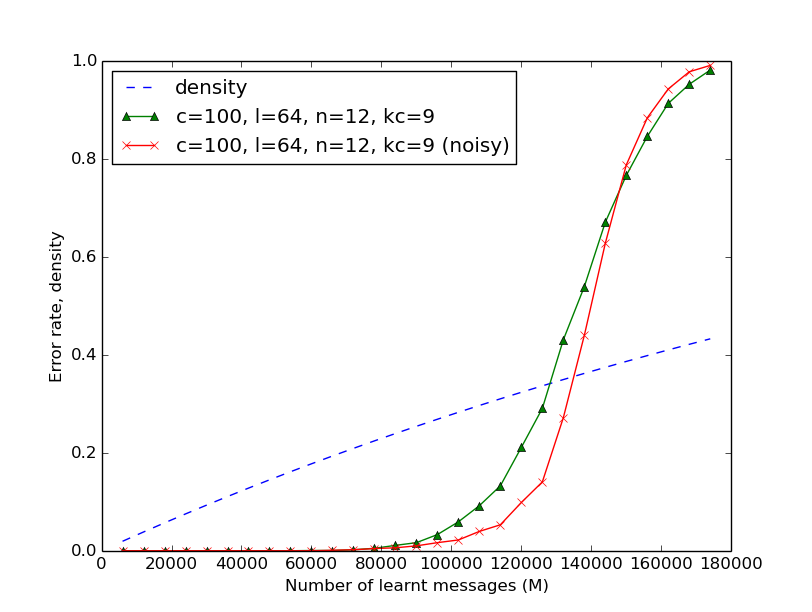 1.0
0.8
0.6
0.4
0.2
0.0
Error rate, density
density
c=100, l=64, n=12, kc=9
c=100, l=64, n=12, kc=9 (noisy)
0 20000 40000 60000 80000 100000 120000 140000 160000 180000
Number of learnt messages (M)